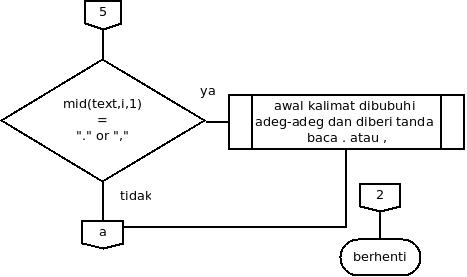 5
mid(text,i,1)
=
"." or ","
ya
awal kalimat dibubuhi
adeg-adeg dan diberi tanda
baca . atau ,
tidak
a
2
berhenti